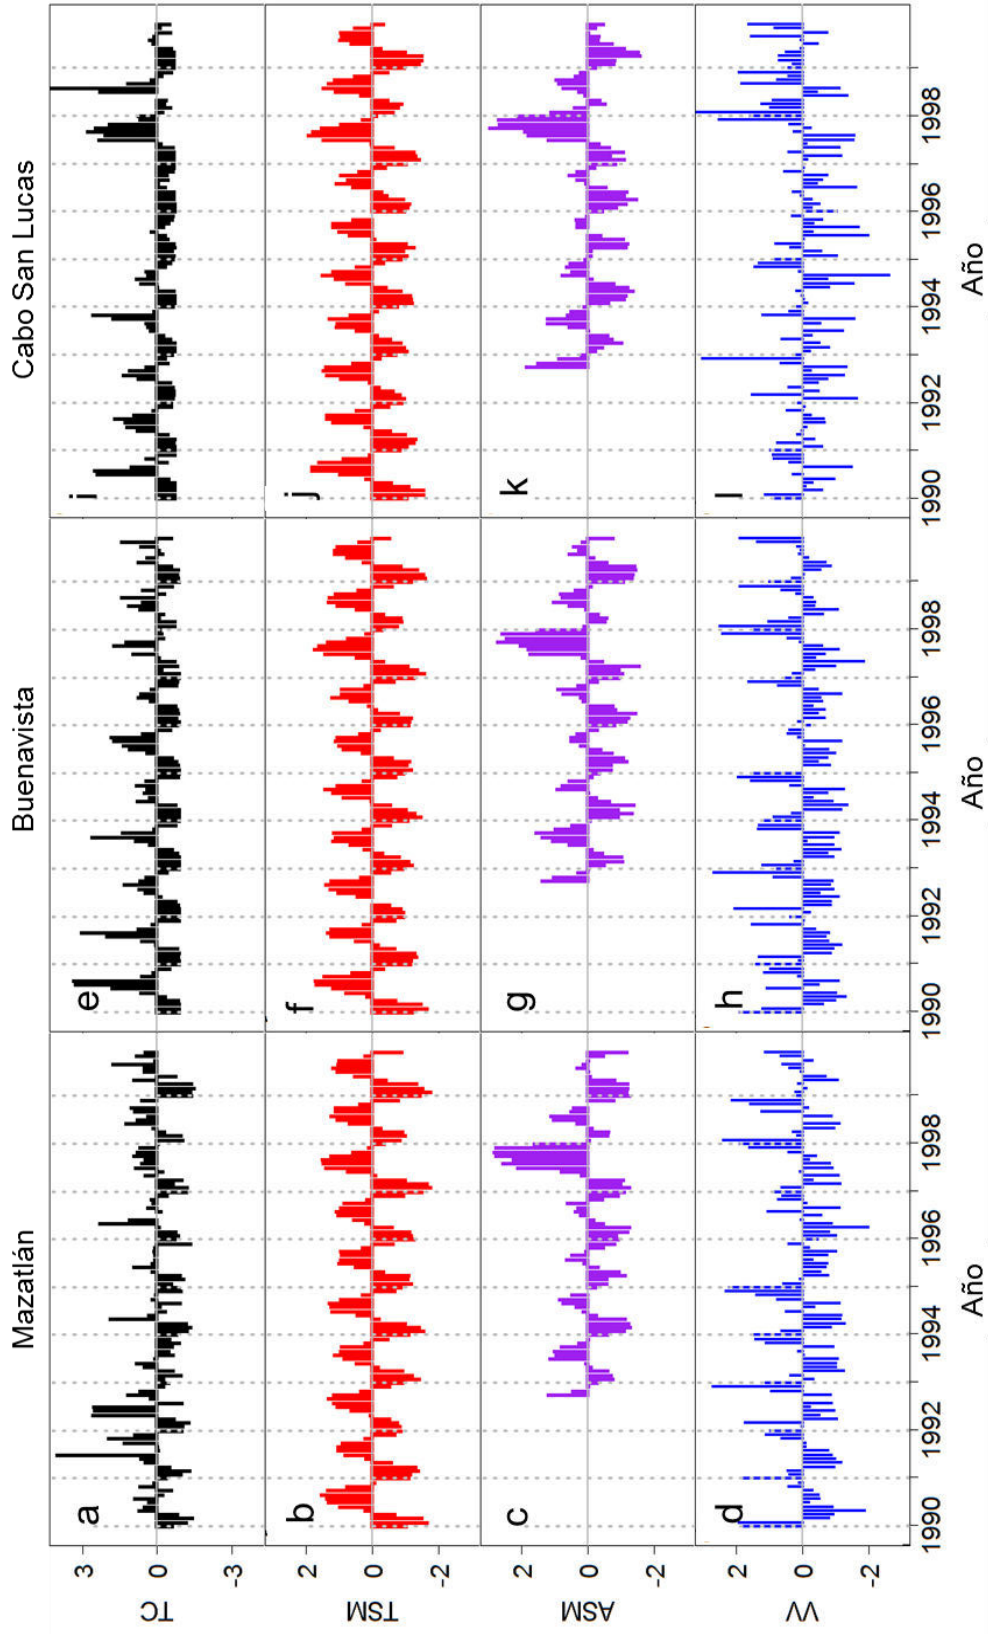 Mazatlán Buenavista Cabo San Lucas
TC
3
0
-3
a e i
TSM
2
0
-2
b f j
ASM
2
0
-2
c g k
VV
2
0
-2
d h l
1990 1992 1994 1996 1998 1990 1992 1994 1996 1998 1990 1992 1994 1996 1998
Año Año Año